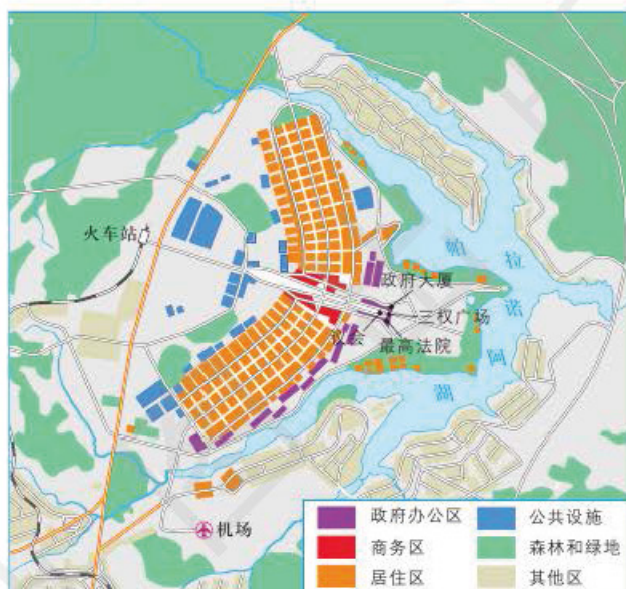 火车站
政府大厦
三权广场
议会
最高法院
帕拉诺阿湖
机场
政府办公区
公共设施
商务区
森林和绿地
居住区
其他区